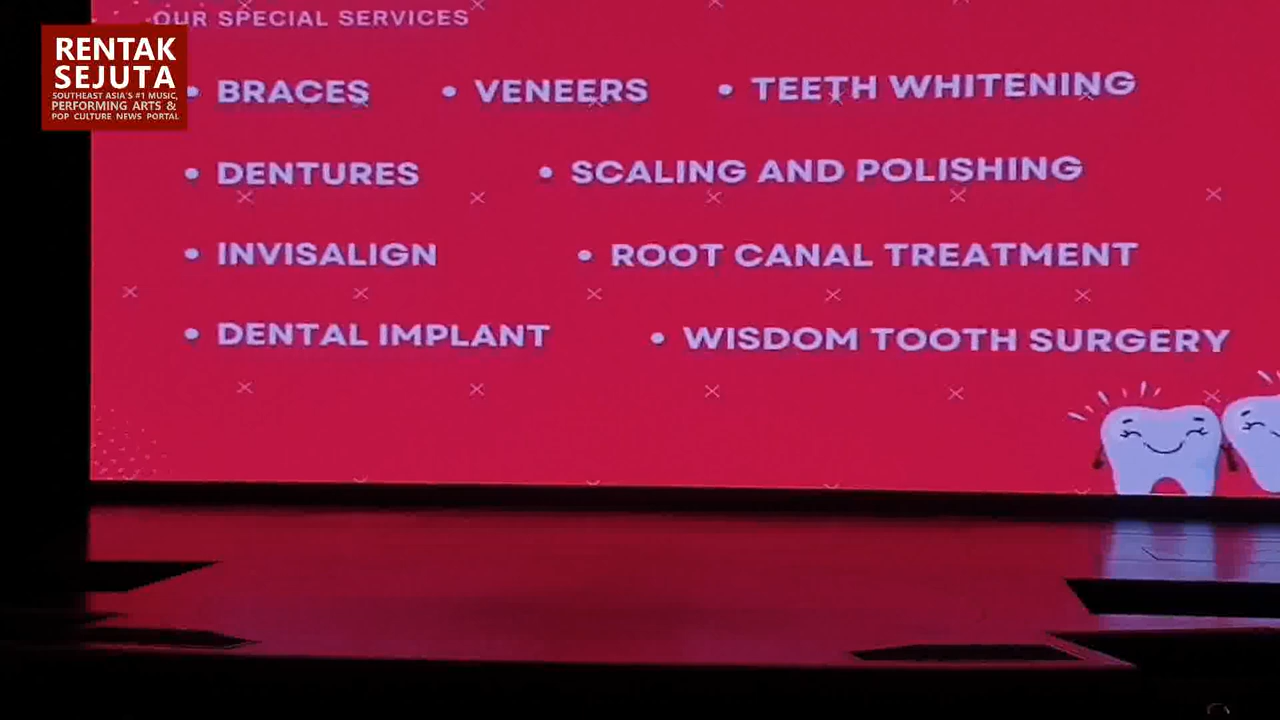 OUR SPECIAL SERVICES
RENTAK
SEJUTA
SOUTHEAST ASIA'S #1 MUSIC,
PERFORMING ARTS &
POP CULTURE NEWS PORTAL
• BRACES • VENEERS • TEETH WHITENING
• DENTURES • SCALING AND POLISHING
• INVISALIGN • ROOT CANAL TREATMENT
• DENTAL IMPLANT • WISDOM TOOTH SURGERY